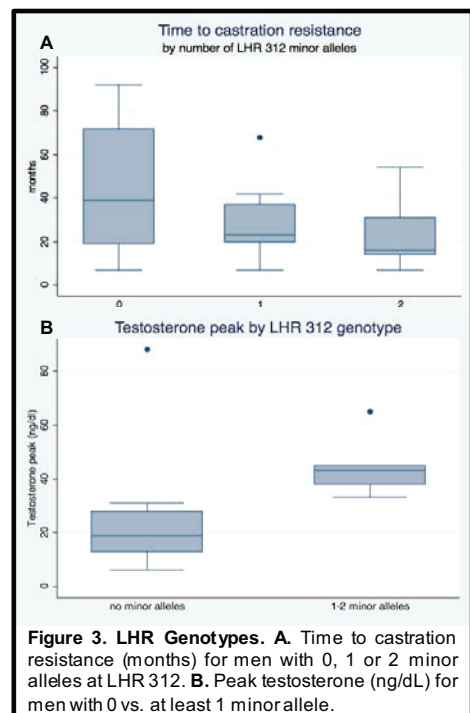 A
Time to castration resistance
by number of LHR 312 minor alleles
months
0 20 40 60 80 100
0 1 2
B
Testosterone peak by LHR 312 genotype
Testosterone peak (ng/dl)
0 20 40 60 80
no minor alleles 1-2 minor alleles
Figure 3. LHR Genotypes. A. Time to castration
resistance (months) for men with 0, 1 or 2 minor
alleles at LHR 312. B. Peak testosterone (ng/dL) for
men with 0 vs. at least 1 minor allele.